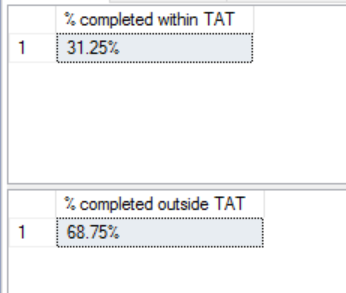 % completed within TAT
1 31.25%
% completed outside TAT
1 68.75%